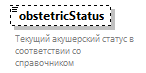 obstetricStatus
Текущий акушерский статус в
соответствии со
справочником